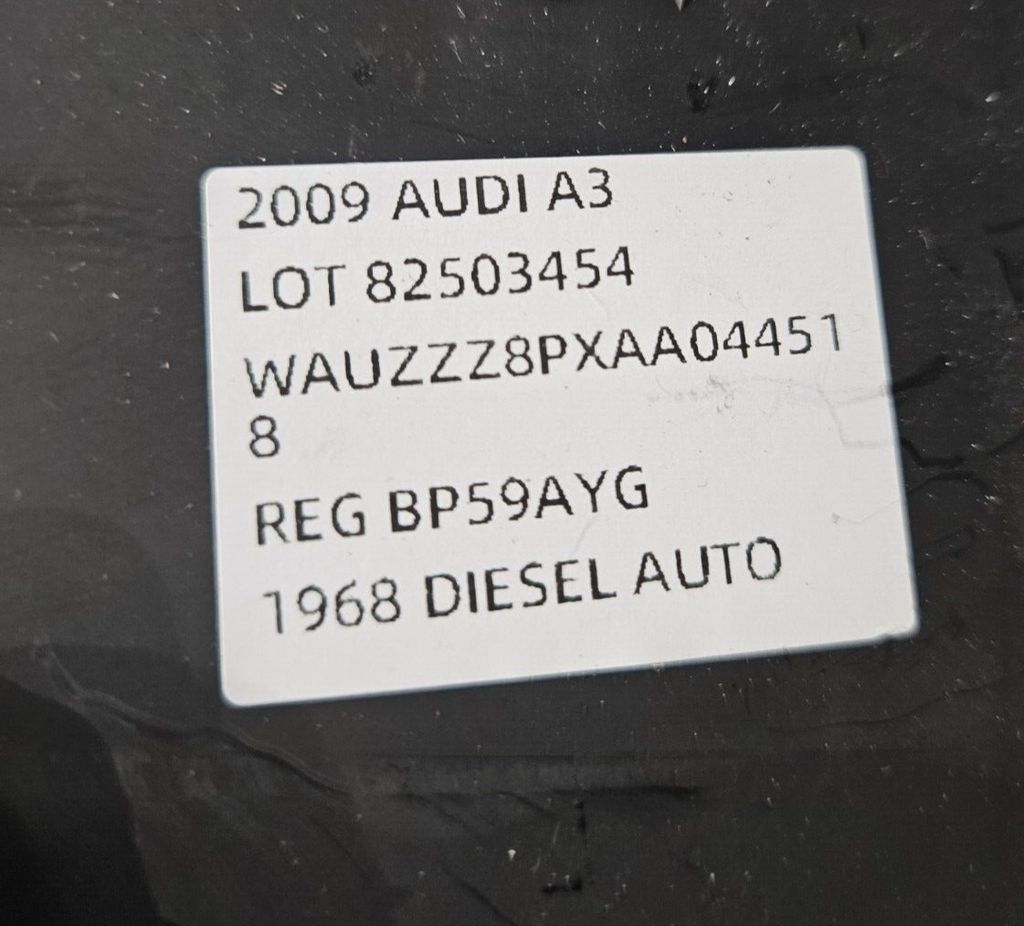 2009 AUDI A3
LOT 82503454
WAUZZZ8PXAA04451
8
REG BP59AYG
1968 DIESEL AUTO